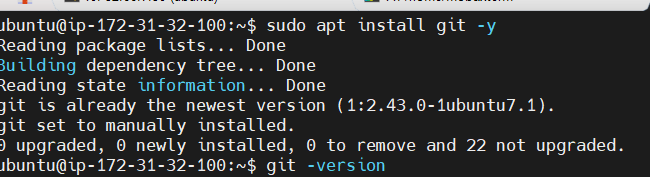 ubuntu@ip-172-31-32-100:~$ sudo apt install git -y
Reading package lists... Done
Building dependency tree... Done
Reading state information... Done
git is already the newest version (1:2.43.0-1ubuntu7.1).
git set to manually installed.
0 upgraded, 0 newly installed, 0 to remove and 22 not upgraded.
ubuntu@ip-172-31-32-100:~$ git -version